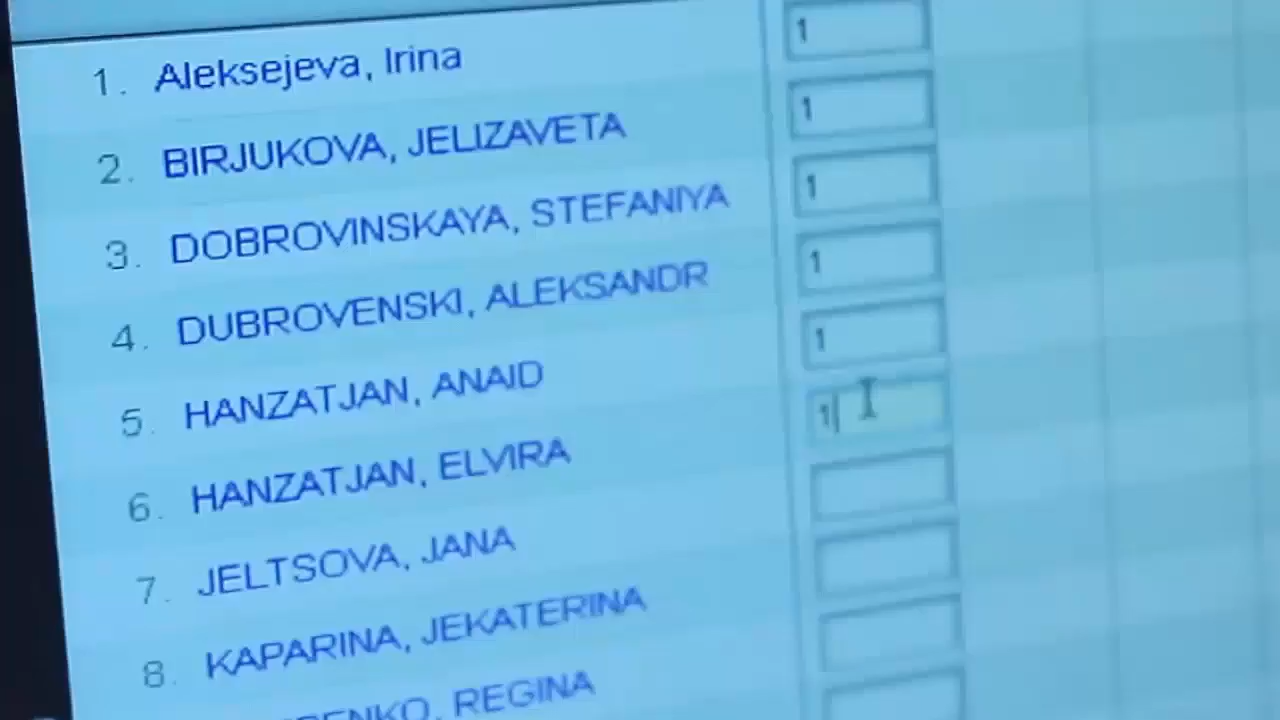 1. Aleksejeva, Irina 1
2. BIRJUKOVA, JELIZAVETA 1
3. DOBROVINSKAYA, STEFANIYA 1
4. DUBROVENSKI, ALEKSANDR 1
5. HANZATJAN, ANAID 1
6. HANZATJAN, ELVIRA 1
7. JELTSOVA, JANA
8. KAPARINA, JEKATERINA
REGINA